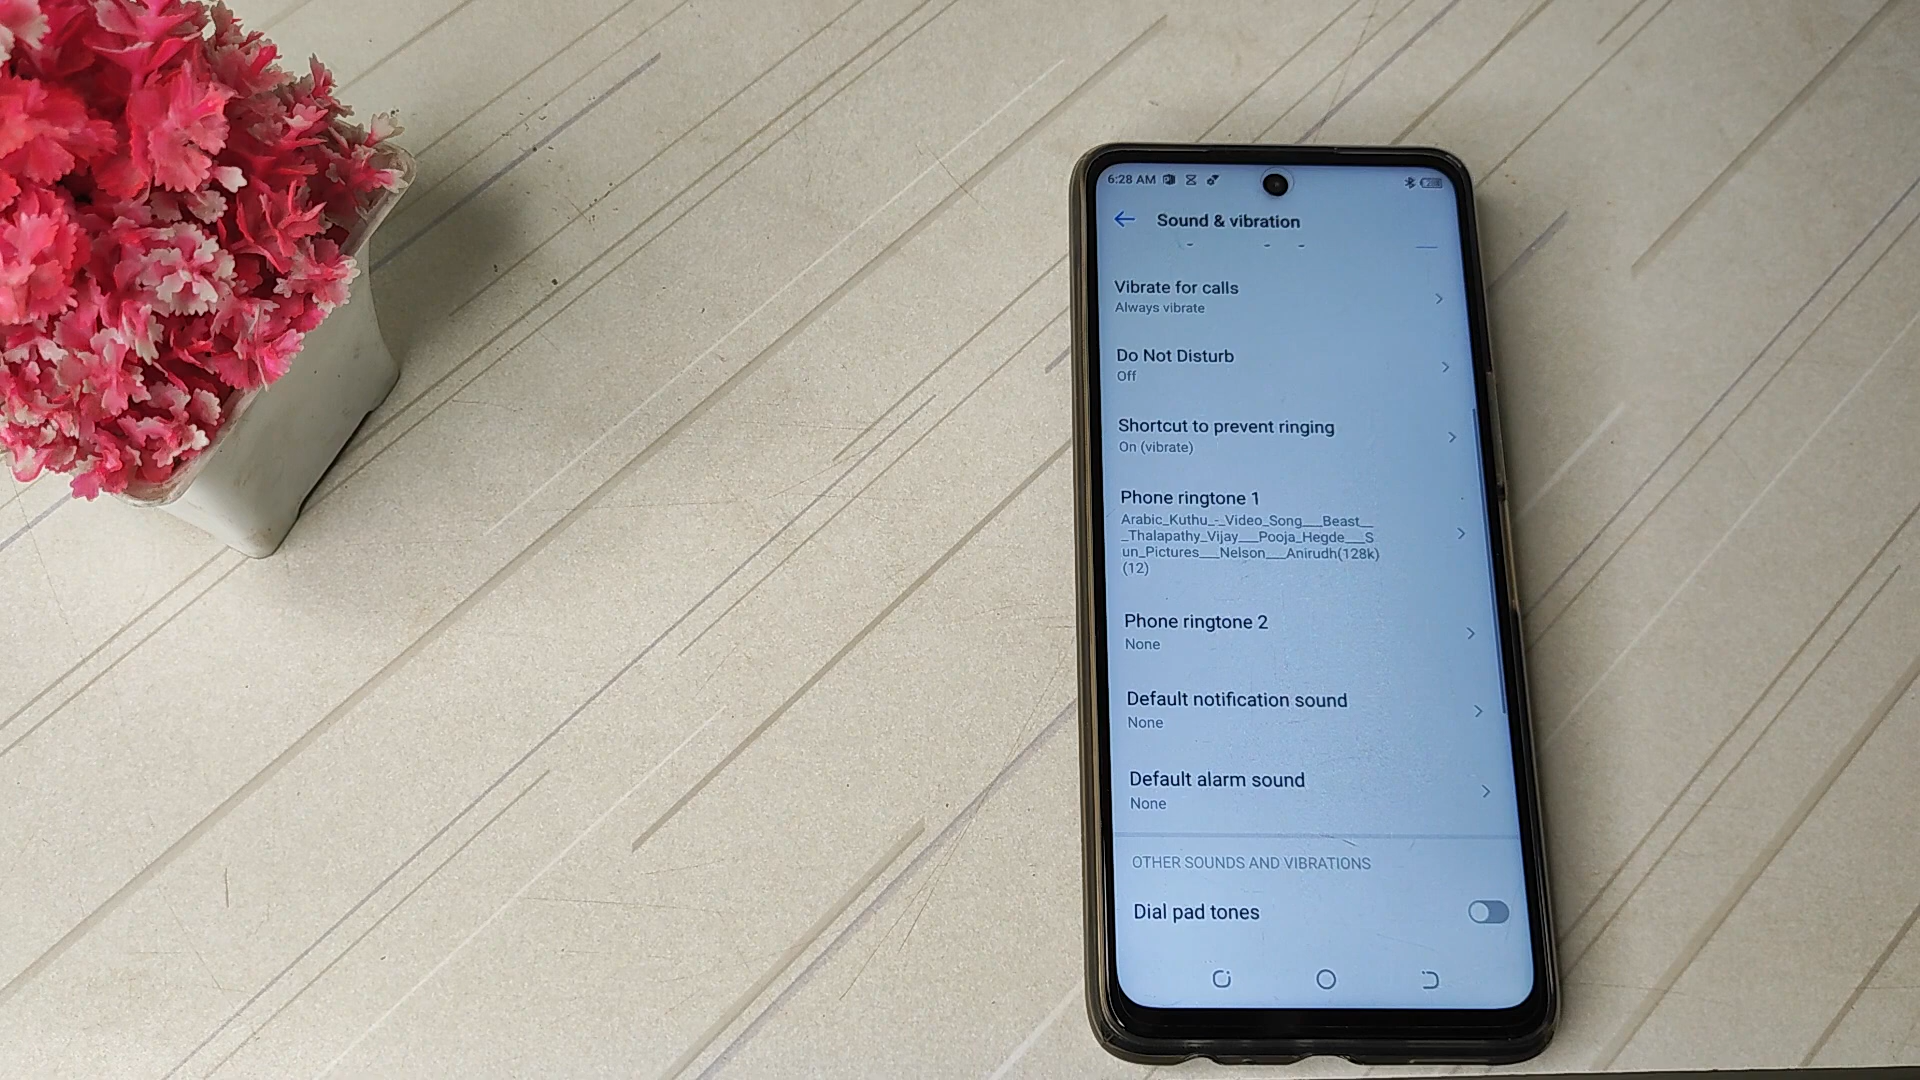 6:28 AM
Sound & vibration
Vibrate for calls
Always vibrate
Do Not Disturb
Off
Shortcut to prevent ringing
On (vibrate)
Phone ringtone 1
Arabic_Kuthu_-_Video_Song___Beast__
_Thalapathy_Vijay___Pooja_Hegde___S
un_Pictures___Nelson___Anirudh(128k)
(12)
Phone ringtone 2
None
Default notification sound
None
Default alarm sound
None
OTHER SOUNDS AND VIBRATIONS
Dial pad tones